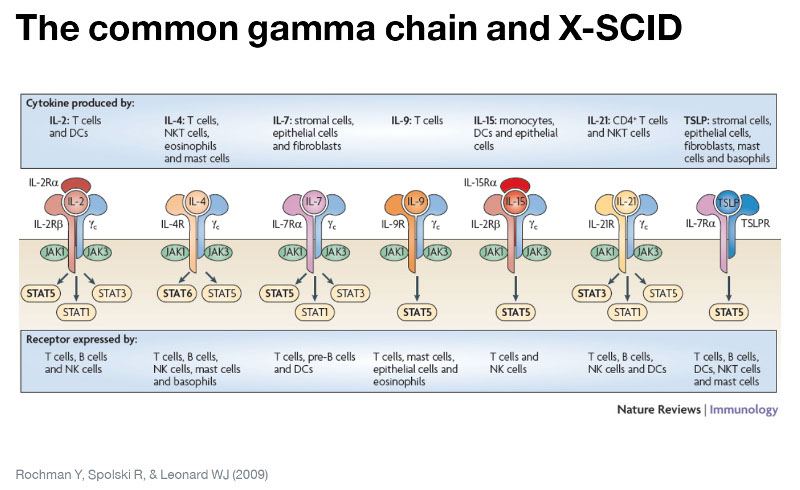 The common gamma chain and X-SCID
Cytokine produced by:
IL-2: T cells
and DCs
IL-4: T cells,
NKT cells,
eosinophils
and mast cells
IL-7: stromal cells,
epithelial cells
and fibroblasts
IL-9: T cells
IL-15: monocytes,
DCs and epithelial
cells
IL-21: CD4⁺ T cells
and NKT cells
TSLP: stromal cells,
epithelial cells,
fibroblasts, mast
cells and basophils
IL-2Rα
IL-2
IL-2Rβ
γc
JAK1
JAK3
STAT5
STAT3
STAT1
IL-4
IL-4R
γc
JAK1
JAK3
STAT6
STAT5
IL-7
IL-7Rα
γc
JAK1
JAK3
STAT5
STAT3
STAT1
IL-9
IL-9R
γc
JAK1
JAK3
STAT5
IL-15Rα
IL-15
IL-2Rβ
γc
JAK1
JAK3
STAT5
IL-21
IL-21R
γc
JAK1
JAK3
STAT3
STAT5
STAT1
TSLP
IL-7Rα
TSLPR
STAT5
Receptor expressed by:
T cells, B cells
and NK cells
T cells, B cells,
NK cells, mast cells
and basophils
T cells, pre-B cells
and DCs
T cells, mast cells,
epithelial cells and
eosinophils
T cells and
NK cells
T cells, B cells,
NK cells and DCs
T cells, B cells,
DCs, NKT cells
and mast cells
Nature Reviews | Immunology
Rochman Y, Spolski R, & Leonard WJ (2009)